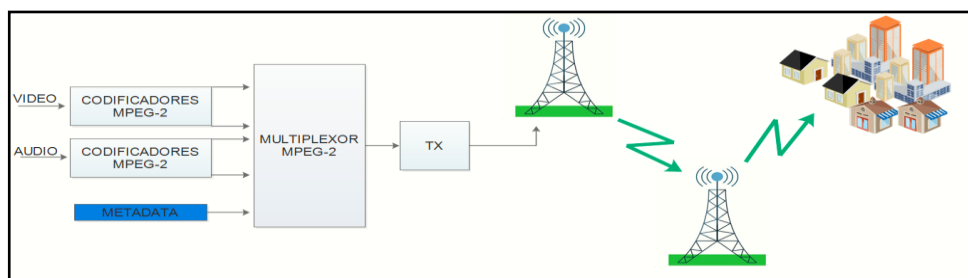 VIDEO
CODIFICADORES
MPEG-2
AUDIO
CODIFICADORES
MPEG-2
METADATA
MULTIPLEXOR
MPEG-2
TX